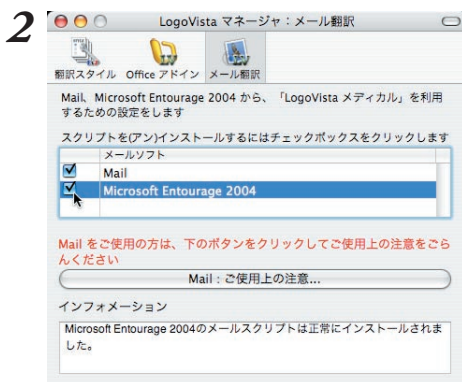 2
LogoVista マネージャ：メール翻訳
翻訳スタイル Office アドイン メール翻訳
Mail、Microsoft Entourage 2004 から、「LogoVista メディカル」を利用
するための設定をします
スクリプトを(アン)インストールするにはチェックボックスをクリックします
メールソフト
Mail
Microsoft Entourage 2004
Mail をご使用の方は、下のボタンをクリックしてご使用上の注意をごら
んください
Mail：ご使用上の注意...
インフォメーション
Microsoft Entourage 2004のメールスクリプトは正常にインストールされま
した。